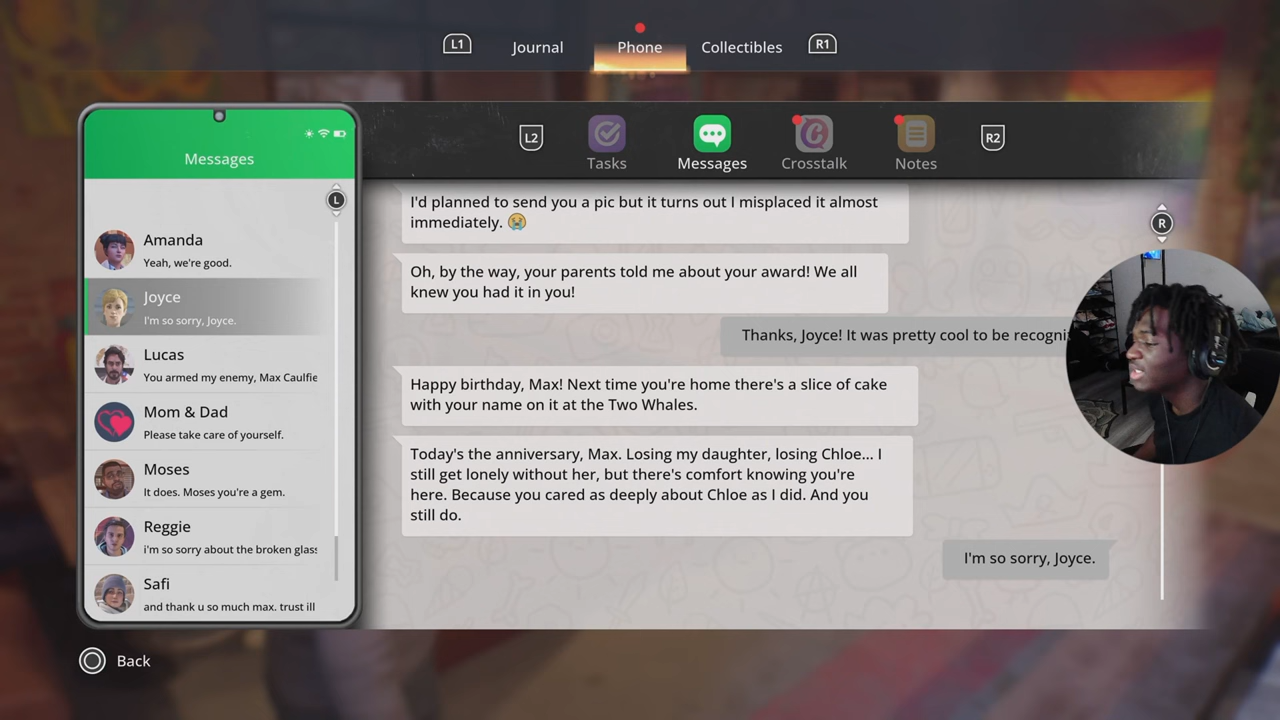 L1
Journal
Phone
Collectibles
R1
Messages
L2
Tasks
Messages
Crosstalk
Notes
R2
L
R
Amanda
Yeah, we're good.
Joyce
I'm so sorry, Joyce.
Lucas
You armed my enemy, Max Caulfie
Mom & Dad
Please take care of yourself.
Moses
It does. Moses you're a gem.
Reggie
i'm so sorry about the broken glass
Safi
and thank u so much max. trust ill
I'd planned to send you a pic but it turns out I misplaced it almost
immediately. 😭
Oh, by the way, your parents told me about your award! We all
knew you had it in you!
Thanks, Joyce! It was pretty cool to be
Happy birthday, Max! Next time you're home there's a slice of cake
with your name on it at the Two Whales.
Today's the anniversary, Max. Losing my daughter, losing Chloe... I
still get lonely without her, but there's comfort knowing you're
here. Because you cared as deeply about Chloe as I did. And you
still do.
I'm so sorry, Joyce.
Back